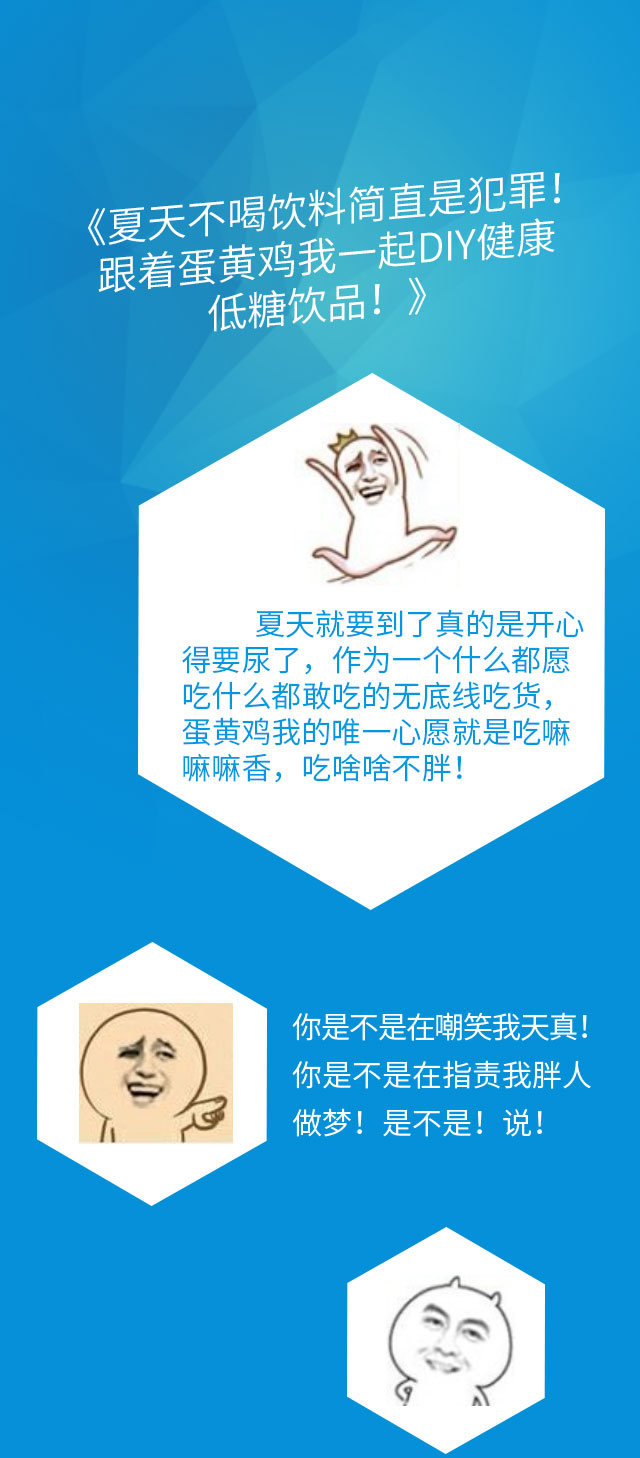 《夏天不喝饮料简直是犯罪！
跟着蛋黄鸡我一起DIY健康
低糖饮品！》
夏天就要到了真的是开心
得要尿了，作为一个什么都愿
吃什么都敢吃的无底线吃货，
蛋黄鸡我的唯一心愿就是吃嘛
嘛嘛香，吃啥啥不胖！
你是不是在嘲笑我天真！
你是不是在指责我胖人
做梦！是不是！说！